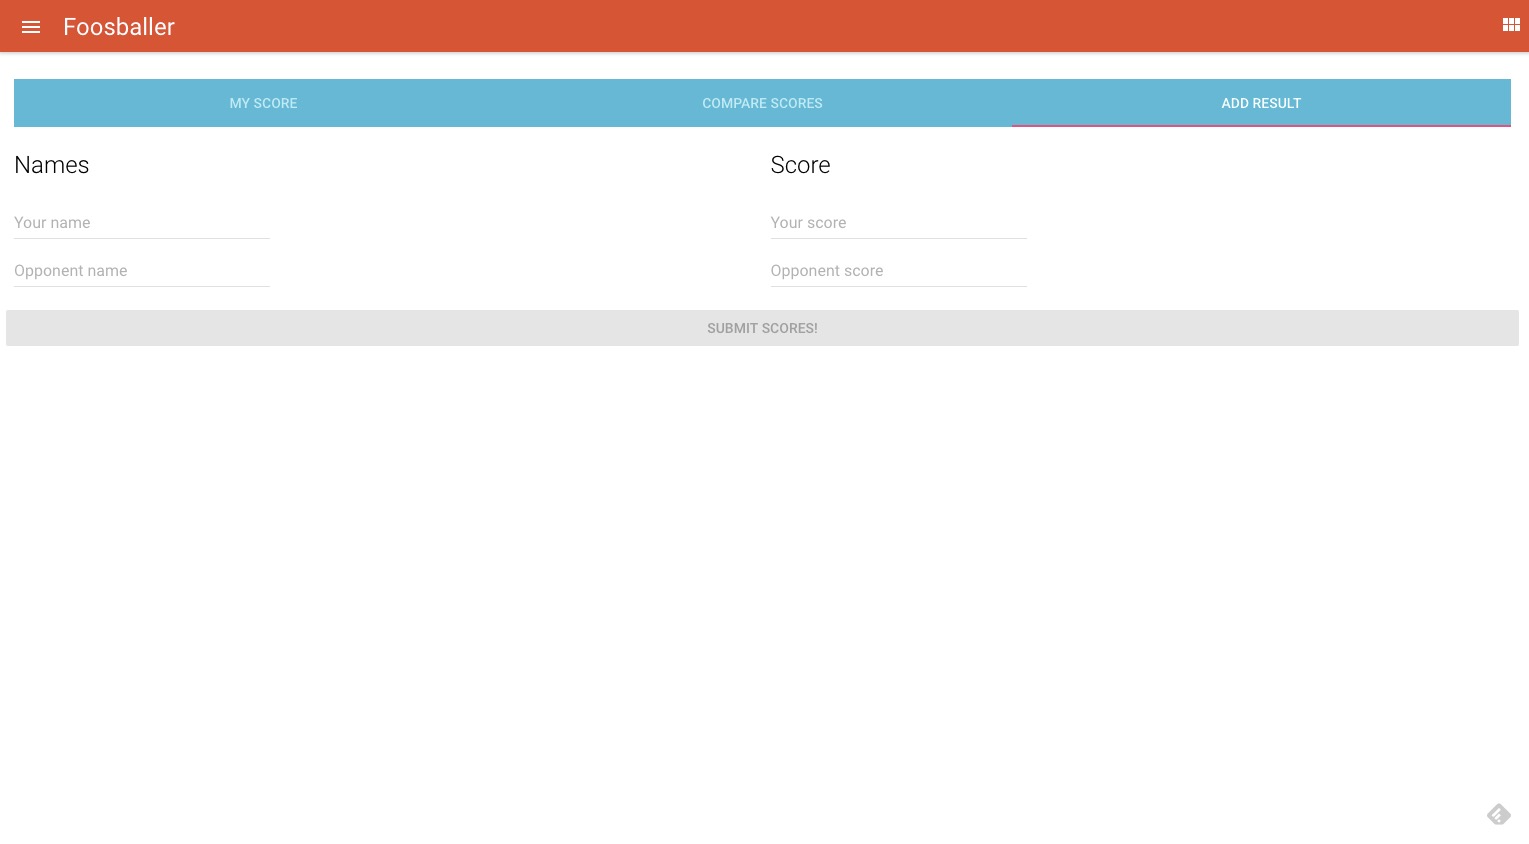 Foosballer
MY SCORE
COMPARE SCORES
ADD RESULT
Names
Score
Your name
Your score
Opponent name
Opponent score
SUBMIT SCORES!